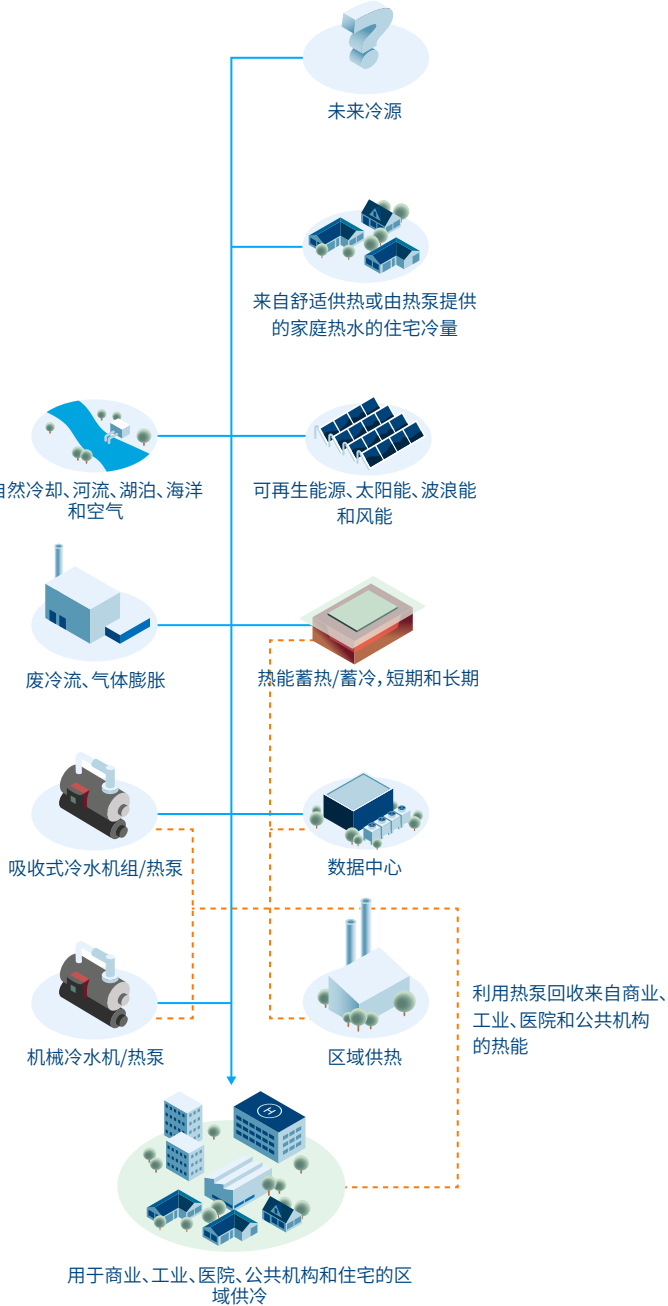 未来冷源
来自舒适供热或由热泵提供
的家庭热水的住宅冷量
自然冷却、河流、湖泊、海洋
和空气
可再生能源、太阳能、波浪能
和风能
废冷流、气体膨胀
热能蓄热/蓄冷，短期和长期
吸收式冷水机组/热泵
数据中心
利用热泵回收来自商业、
工业、医院和公共机构
的热能
机械冷水机/热泵
区域供热
H
用于商业、工业、医院、公共机构和住宅的区
域供冷